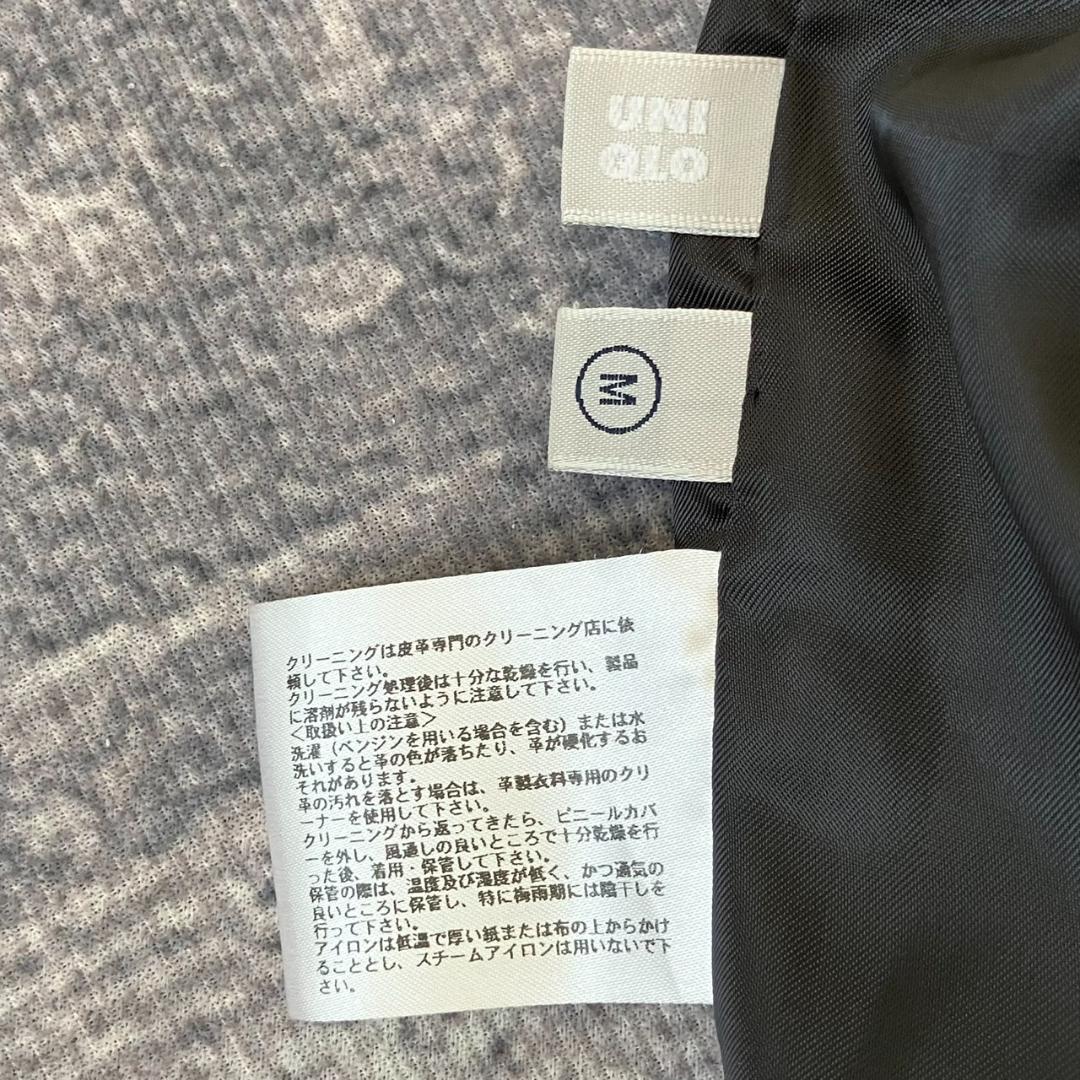 UNI
QLO
M
クリーニングは皮革専門のクリーニング店に依
頼して下さい。
クリーニング処理後は十分な乾燥を行い、製品
に溶剤が残らないように注意して下さい。
＜取扱い上の注意＞
洗濯（ベンジンを用いる場合を含む）または水
洗いすると革の色が落ちたり、革が硬化するお
それがあります。
革の汚れを落とす場合は、革製衣料専用のクリ
ーナーを使用して下さい。
クリーニングから返ってきたら、ビニールカバ
ーを外し、風通しの良いところで十分乾燥を行
った後、着用・保管して下さい。
保管の際は、温度及び湿度が低く、かつ通気の
良いところに保管し、特に梅雨期には陰干しを
行って下さい。
アイロンは低温で厚い紙または布の上からかけ
ることとし、スチームアイロンは用いないで下
さい。